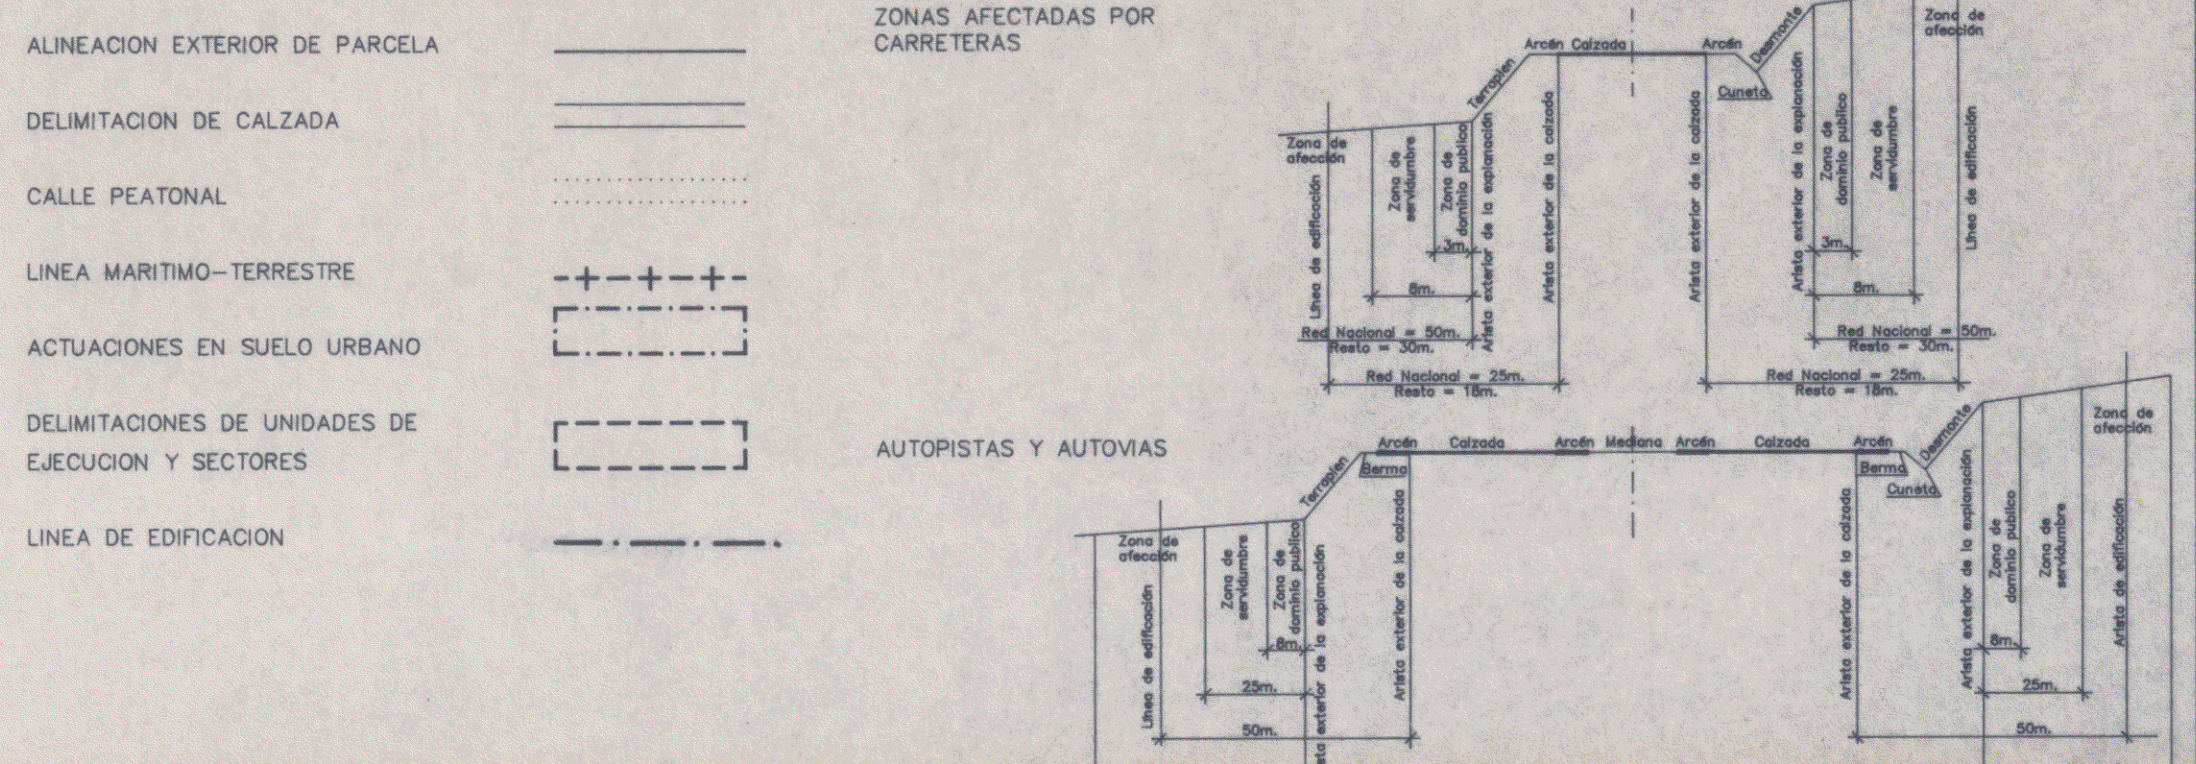 ALINEACION EXTERIOR DE PARCELA
DELIMITACION DE CALZADA
CALLE PEATONAL
LINEA MARITIMO-TERRESTRE
ACTUACIONES EN SUELO URBANO
DELIMITACIONES DE UNIDADES DE
EJECUCION Y SECTORES
LINEA DE EDIFICACION
ZONAS AFECTADAS POR
CARRETERAS
Zona de
afección
Línea de edificación
Zona de
servidumbre
Zona de
dominio publico
3m.
8m.
Red Nacional = 50m.
Resto = 30m.
Red Nacional = 25m.
Resto = 18m.
Terraplen
Arista exterior de la explanación
Arista exterior de la calzada
Arcén Calzada
Arcén
Cuneta
Desmonte
Arista exterior de la calzada
Arista exterior de la explanación
Zona de
dominio publico
Zona de
servidumbre
Zona de
afección
Línea de edificación
3m.
8m.
Red Nacional = 50m.
Resto = 30m.
Red Nacional = 25m.
Resto = 18m.
AUTOPISTAS Y AUTOVIAS
Zona de
afección
Línea de edificación
Zona de
servidumbre
Zona de
dominio publico
8m.
25m.
50m.
Terraplen
exterior de la explanación
Arista exterior de la calzada
Arcén Calzada Arcén Mediana Arcén Calzada Arcén
Berma
Berma
Cuneta
Desmonte
Arista exterior de la calzada
Arista exterior de la explanación
Zona de
dominio publico
Zona de
servidumbre
Zona de
afección
Arista de edificación
8m.
25m.
50m.